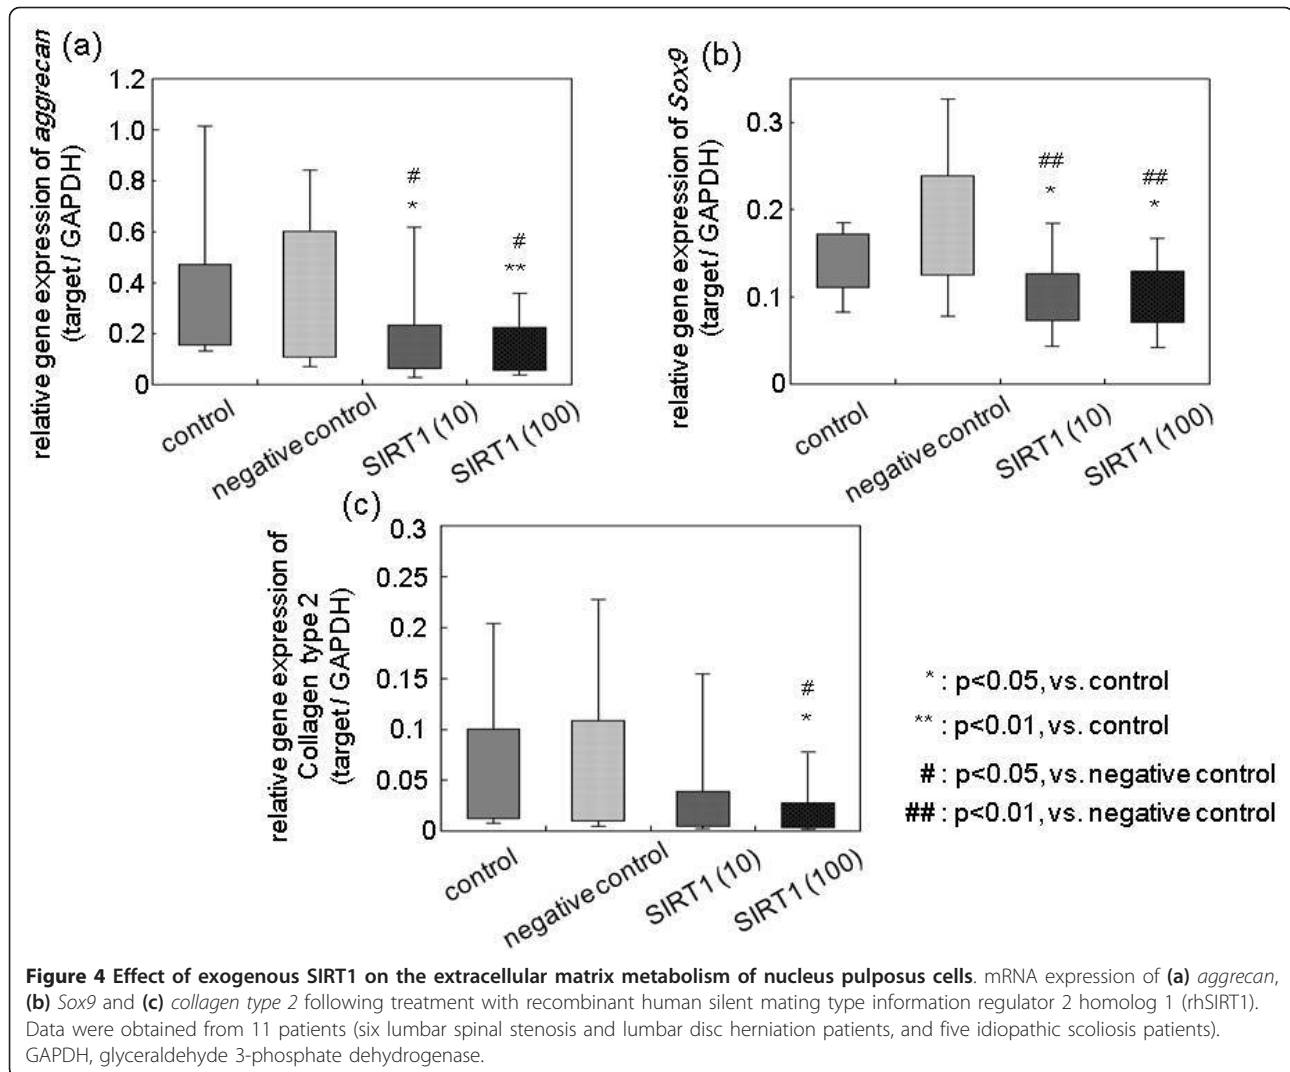 (a)
relative gene expression of aggrecan
(target / GAPDH)
1.2
1.0
0.8
0.6
0.4
0.2
0
#
*
#
**
control
negative control
SIRT1 (10)
SIRT1 (100)
(b)
relative gene expression of Sox9
(target / GAPDH)
0.3
0.2
0.1
0
##
*
##
*
control
negative control
SIRT1 (10)
SIRT1 (100)
(c)
relative gene expression of
Collagen type 2
(target / GAPDH)
0.3
0.25
0.2
0.15
0.1
0.05
0
#
*
control
negative control
SIRT1 (10)
SIRT1 (100)
* : p<0.05, vs. control
** : p<0.01, vs. control
# : p<0.05, vs. negative control
## : p<0.01, vs. negative control
Figure 4 Effect of exogenous SIRT1 on the extracellular matrix metabolism of nucleus pulposus cells. mRNA expression of (a) aggrecan,
(b) Sox9 and (c) collagen type 2 following treatment with recombinant human silent mating type information regulator 2 homolog 1 (rhSIRT1).
Data were obtained from 11 patients (six lumbar spinal stenosis and lumbar disc herniation patients, and five idiopathic scoliosis patients).
GAPDH, glyceraldehyde 3-phosphate dehydrogenase.